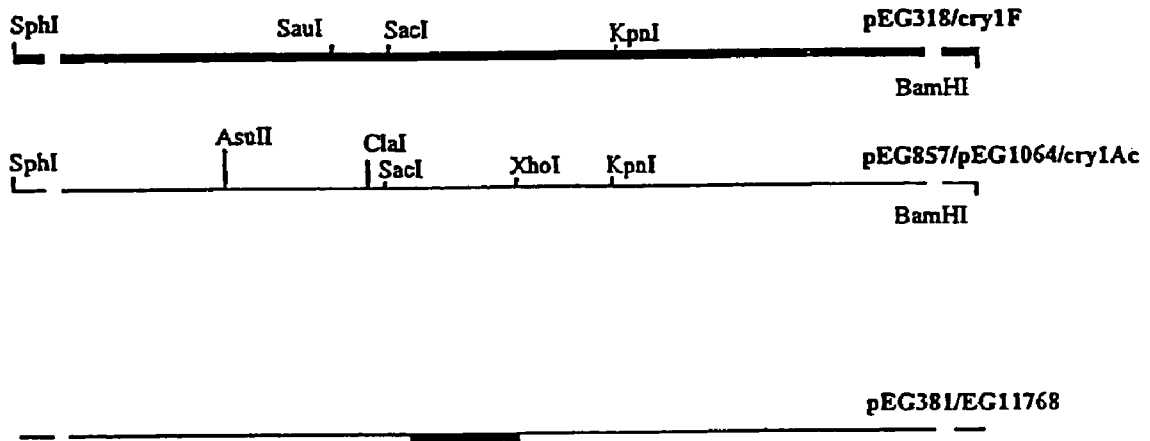 SphI SauI SacI KpnI pEG318/cry1F
BamHI
SphI AsuII ClaI SacI XhoI KpnI pEG857/pEG1064/cry1Ac
BamHI
pEG381/EG11768